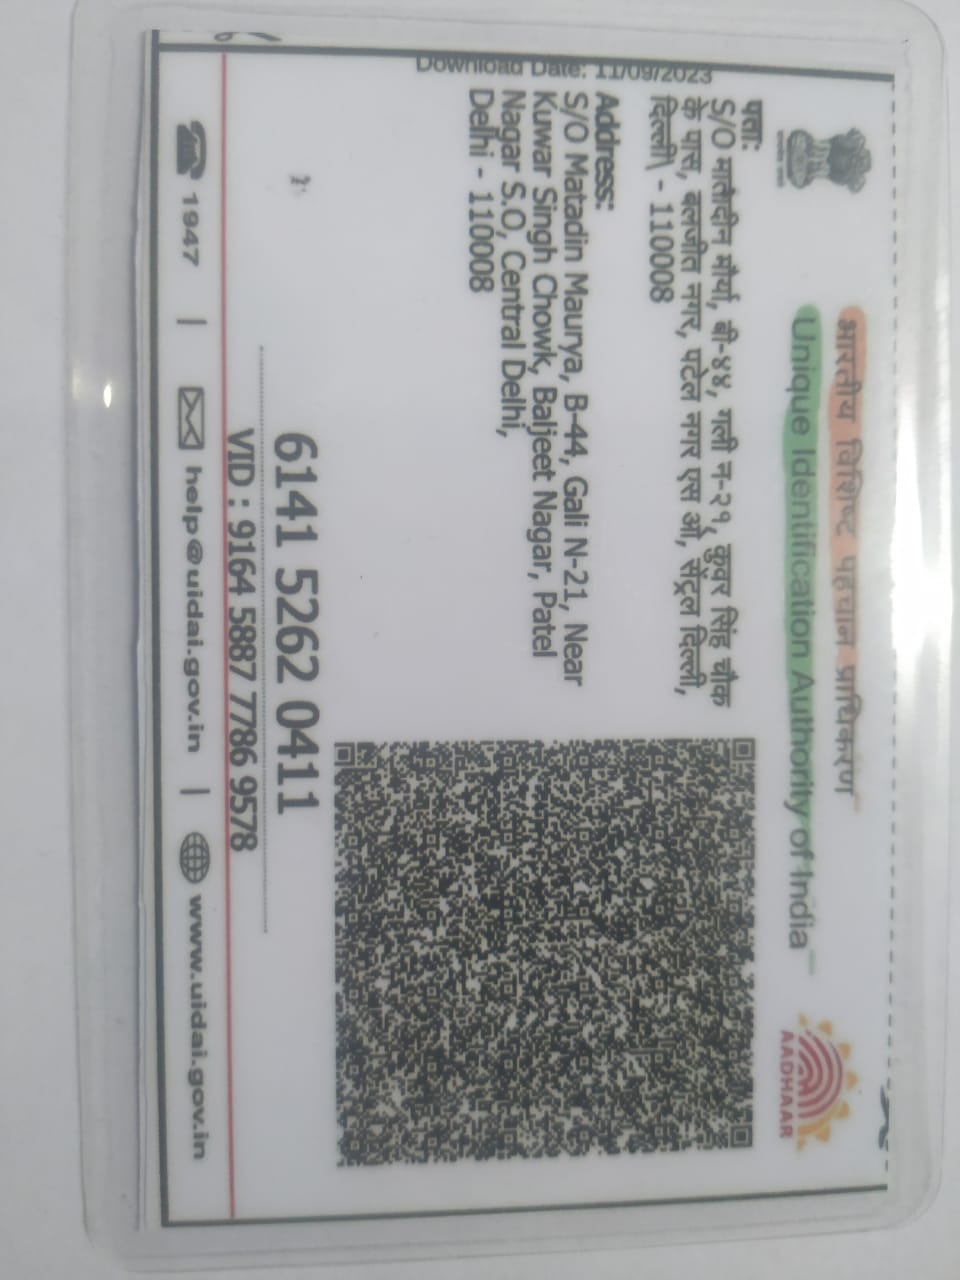 भारतीय विशिष्ट पहचान प्राधिकरण
Unique Identification Authority of India
AADHAAR
पता:
S/O मातादीन मौर्या, बी-४४, गली न-२१, कुवर सिंह चौक
के पास, बलजीत नगर, पटेल नगर एस ओ, सेंट्रल दिल्ली,
दिल्ली - 110008
Address:
S/O Matadin Maurya, B-44, Gali N-21, Near
Kuwar Singh Chowk, Baljeet Nagar, Patel
Nagar S.O, Central Delhi,
Delhi - 110008
Download Date: 11/09/2023
6141 5262 0411
VID : 9164 5887 7786 9578
1947 | help@uidai.gov.in | www.uidai.gov.in